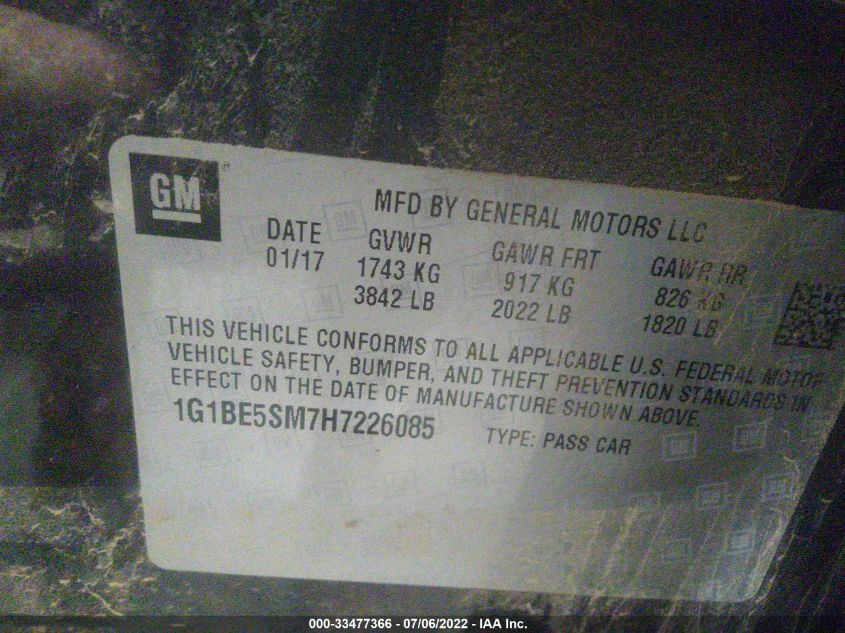 GM
MFD BY GENERAL MOTORS LLC
DATE GVWR GAWR FRT GAWR RR
01/17 1743 KG 917 KG 826 KG
3842 LB 2022 LB 1820 LB
THIS VEHICLE CONFORMS TO ALL APPLICABLE U.S. FEDERAL MOTOR
VEHICLE SAFETY, BUMPER, AND THEFT PREVENTION STANDARDS IN
EFFECT ON THE DATE OF MANUFACTURE SHOWN ABOVE.
1G1BE5SM7H7226085 TYPE: PASS CAR
000-33477366 - 07/06/2022 - IAA Inc.